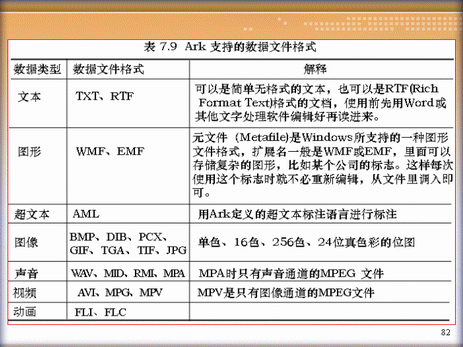 表 7.9 Ark 支持的数据文件格式
数据类型 数据文件格式 解释
文本 TXT、RTF 可以是简单无格式的文本，也可以是RTF(Rich
Format Text)格式的文档，使用前先用Word或
其他文字处理软件编辑好再读进来。
图形 WMF、EMF 元文件（Metafile)是Windows所支持的一种图形
文件格式，扩展名一般是WMF或EMF，里面可以
存储复杂的图形，比如某个公司的标志。这样每次
使用这个标志时就不必重新编辑，从文件里调入即
可。
超文本 AML 用Ark定义的超文本标注语言进行标注
图像 BMP、DIB、PCX、 单色、16色、256色、24位真色彩的位图
GIF、TGA、TIF、JPG
声音 WAV、MID、RMI、MPA MPA时只有声音通道的MPEG 文件
视频 AVI、MPG、MPV MPV是只有图像通道的MPEG文件
动画 FLI、FLC
82